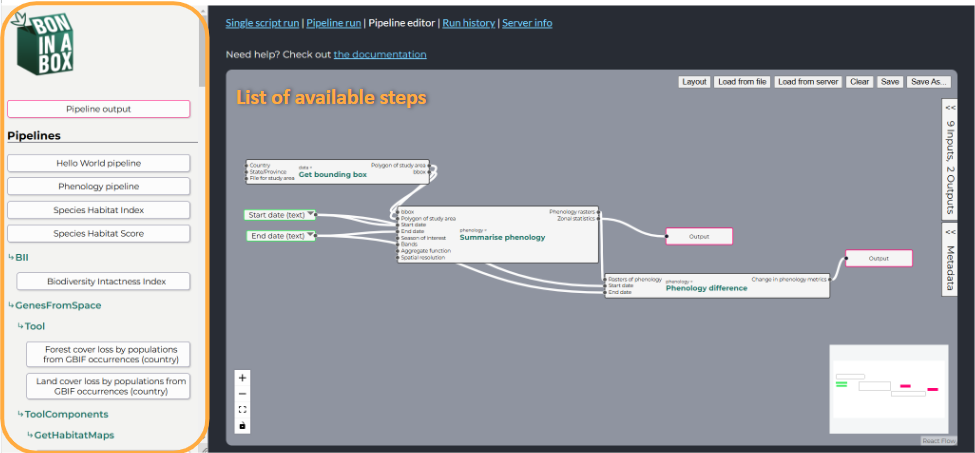 BON
IN A
BOX
Pipeline output
Pipelines
Hello World pipeline
Phenology pipeline
Species Habitat Index
Species Habitat Score
↳BII
Biodiversity Intactness Index
↳GenesFromSpace
↳Tool
Forest cover loss by populations
from GBIF occurrences (country)
Land cover loss by populations from
GBIF occurrences (country)
↳ToolComponents
↳GetHabitatMaps
Single script run | Pipeline run | Pipeline editor | Run history | Server info
Need help? Check out the documentation
List of available steps
Layout
Load from file
Load from server
Clear
Save
Save As...
<<
9 Inputs, 2 Outputs
<<
Metadata
Country
State/Province
File for study area
data >
Get bounding box
Polygon of study area
bbox
Start date (text)
End date (text)
bbox
Polygon of study area
Start date
End date
Season of interest
Bands
Aggregate function
Spatial resolution
phenology >
Summarise phenology
Phenology rasters
Zonal statistics
Output
Rasters of phenology
Start date
End date
phenology >
Phenology difference
Change in phenology metrics
Output
React Flow